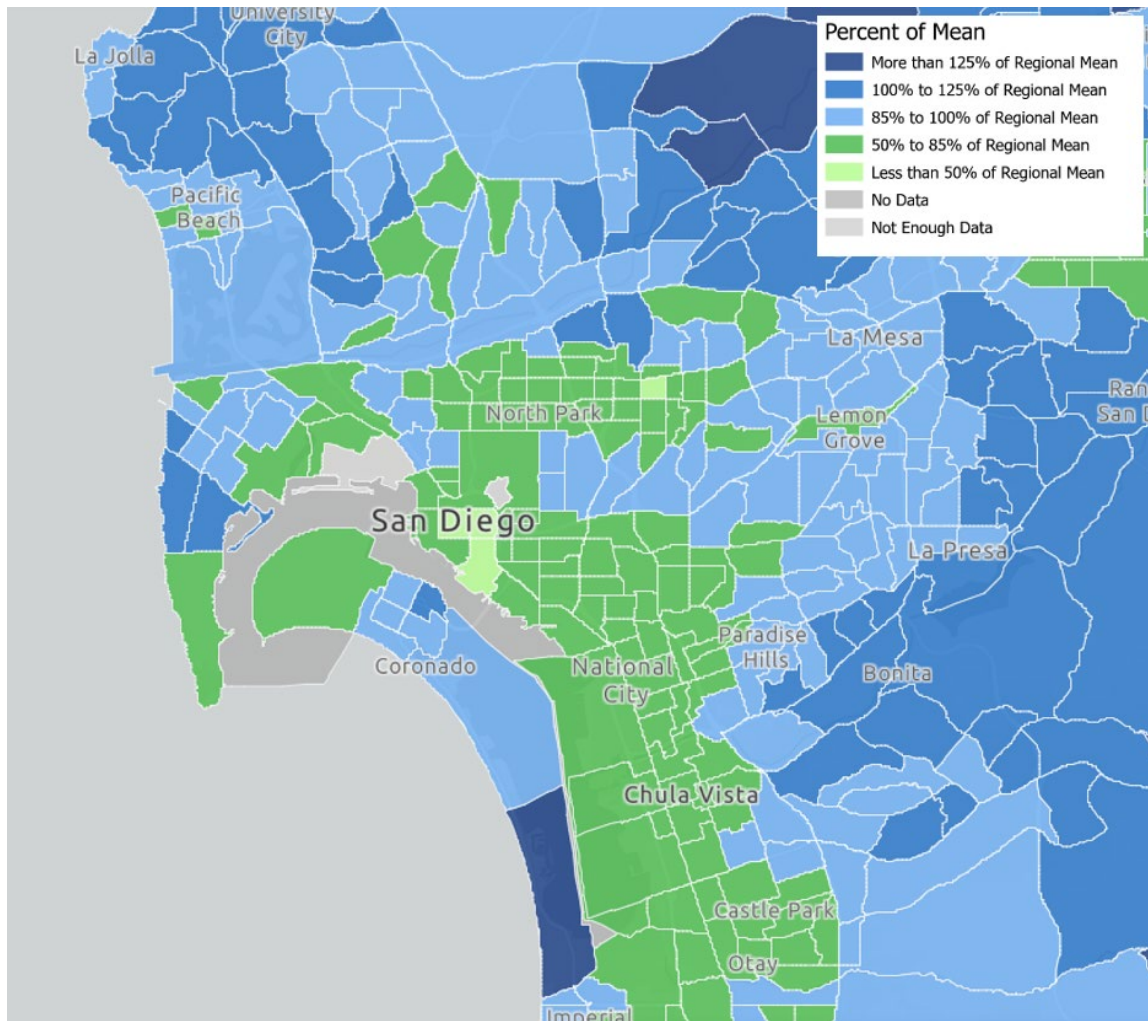 University
City
La Jolla
Percent of Mean
More than 125% of Regional Mean
100% to 125% of Regional Mean
85% to 100% of Regional Mean
50% to 85% of Regional Mean
Less than 50% of Regional Mean
No Data
Not Enough Data
Pacific
Beach
La Mesa
Ran
San
North Park
Lemon
Grove
San Diego
La Presa
Paradise
Hills
Coronado
National
City
Bonita
Chula Vista
Castle Park
Otay
Imperial